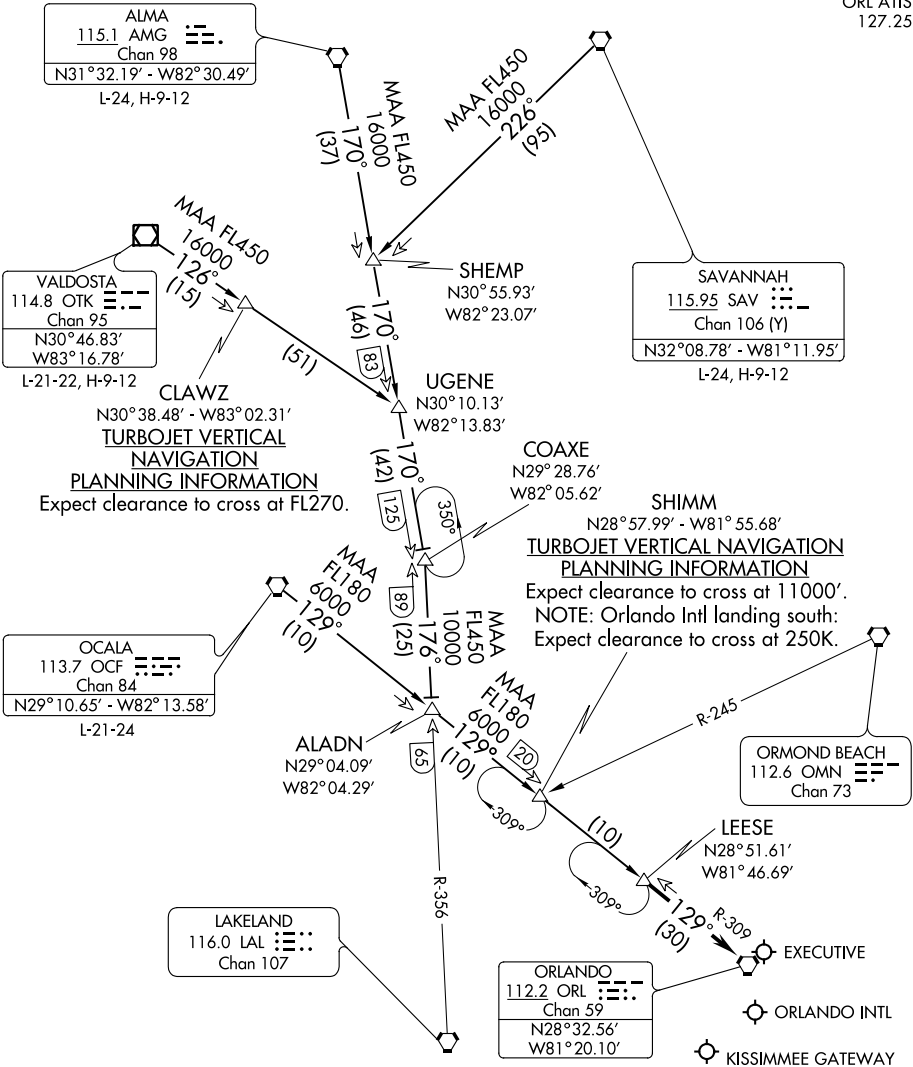 ORL ATIS
127.25
ALMA
115.1 AMG
Chan 98
N31°32.19' - W82°30.49'
L-24, H-9-12
MAA FL450
16000
170°
(37)
MAA FL450
16000
226°
(95)
MAA FL450
16000
126°
(15)
VALDOSTA
114.8 OTK
Chan 95
N30°46.83'
W83°16.78'
L-21-22, H-9-12
SHEMP
N30°55.93'
W82°23.07'
SAVANNAH
115.95 SAV
Chan 106 (Y)
N32°08.78' - W81°11.95'
L-24, H-9-12
170°
(46)
83
(51)
CLAWZ
N30°38.48' - W83°02.31'
TURBOJET VERTICAL
NAVIGATION
PLANNING INFORMATION
Expect clearance to cross at FL270.
UGENE
N30°10.13'
W82°13.83'
170°
(42)
125
350°
COAXE
N29°28.76'
W82°05.62'
SHIMM
N28°57.99' - W81°55.68'
TURBOJET VERTICAL NAVIGATION
PLANNING INFORMATION
Expect clearance to cross at 11000'.
NOTE: Orlando Intl landing south:
Expect clearance to cross at 250K.
MAA
FL180
6000
129°
(10)
89
MAA
FL450
10000
176°
(25)
OCALA
113.7 OCF
Chan 84
N29°10.65' - W82°13.58'
L-21-24
MAA
FL180
6000
129°
(10)
20
R-245
ORMOND BEACH
112.6 OMN
Chan 73
ALADN
N29°04.09'
W82°04.29'
65
309°
(10)
LEESE
N28°51.61'
W81°46.69'
309°
R-356
129°
(30)
R-309
LAKELAND
116.0 LAL
Chan 107
EXECUTIVE
ORLANDO
112.2 ORL
Chan 59
N28°32.56'
W81°20.10'
ORLANDO INTL
KISSIMMEE GATEWAY